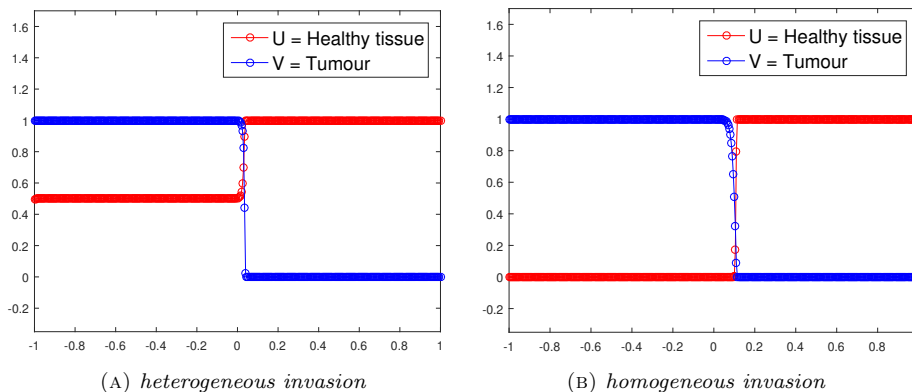 1.6
1.4
1.2
1
0.8
0.6
0.4
0.2
0
-0.2
U = Healthy tissue
V = Tumour
-1 -0.8 -0.6 -0.4 -0.2 0 0.2 0.4 0.6 0.8 1
(A) heterogeneous invasion
1.6
1.4
1.2
1
0.8
0.6
0.4
0.2
0
-0.2
U = Healthy tissue
V = Tumour
-1 -0.8 -0.6 -0.4 -0.2 0 0.2 0.4 0.6 0.8
(B) homogeneous invasion